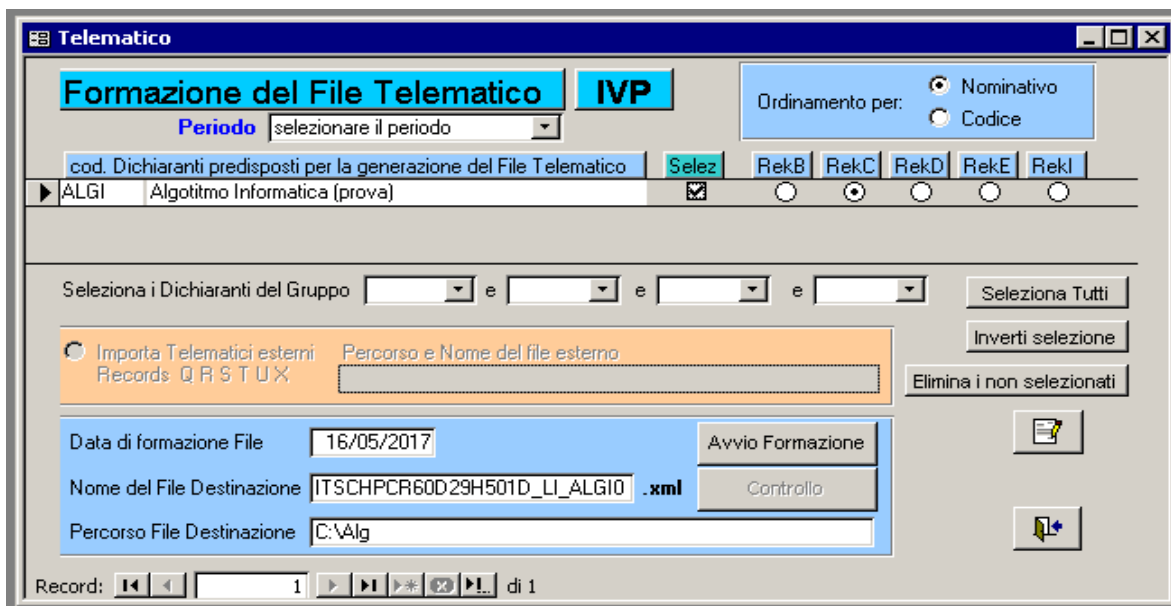 Telematico
Formazione del File Telematico IVP
Ordinamento per: Nominativo
Codice
Periodo selezionare il periodo
cod. Dichiaranti predisposti per la generazione del File Telematico Selez RekB RekC RekD RekE RekI
ALGI Algotitmo Informatica (prova)
Seleziona i Dichiaranti del Gruppo e e e
Seleziona Tutti
Inverti selezione
Elimina i non selezionati
Importa Telematici esterni Percorso e Nome del file esterno
Records Q R S T U X
Data di formazione File 16/05/2017 Avvio Formazione
Nome del File Destinazione ITSCHPCR60D29H501D_LI_ALGI0 .xml Controllo
Percorso File Destinazione C:\Alg
Record: 1 di 1